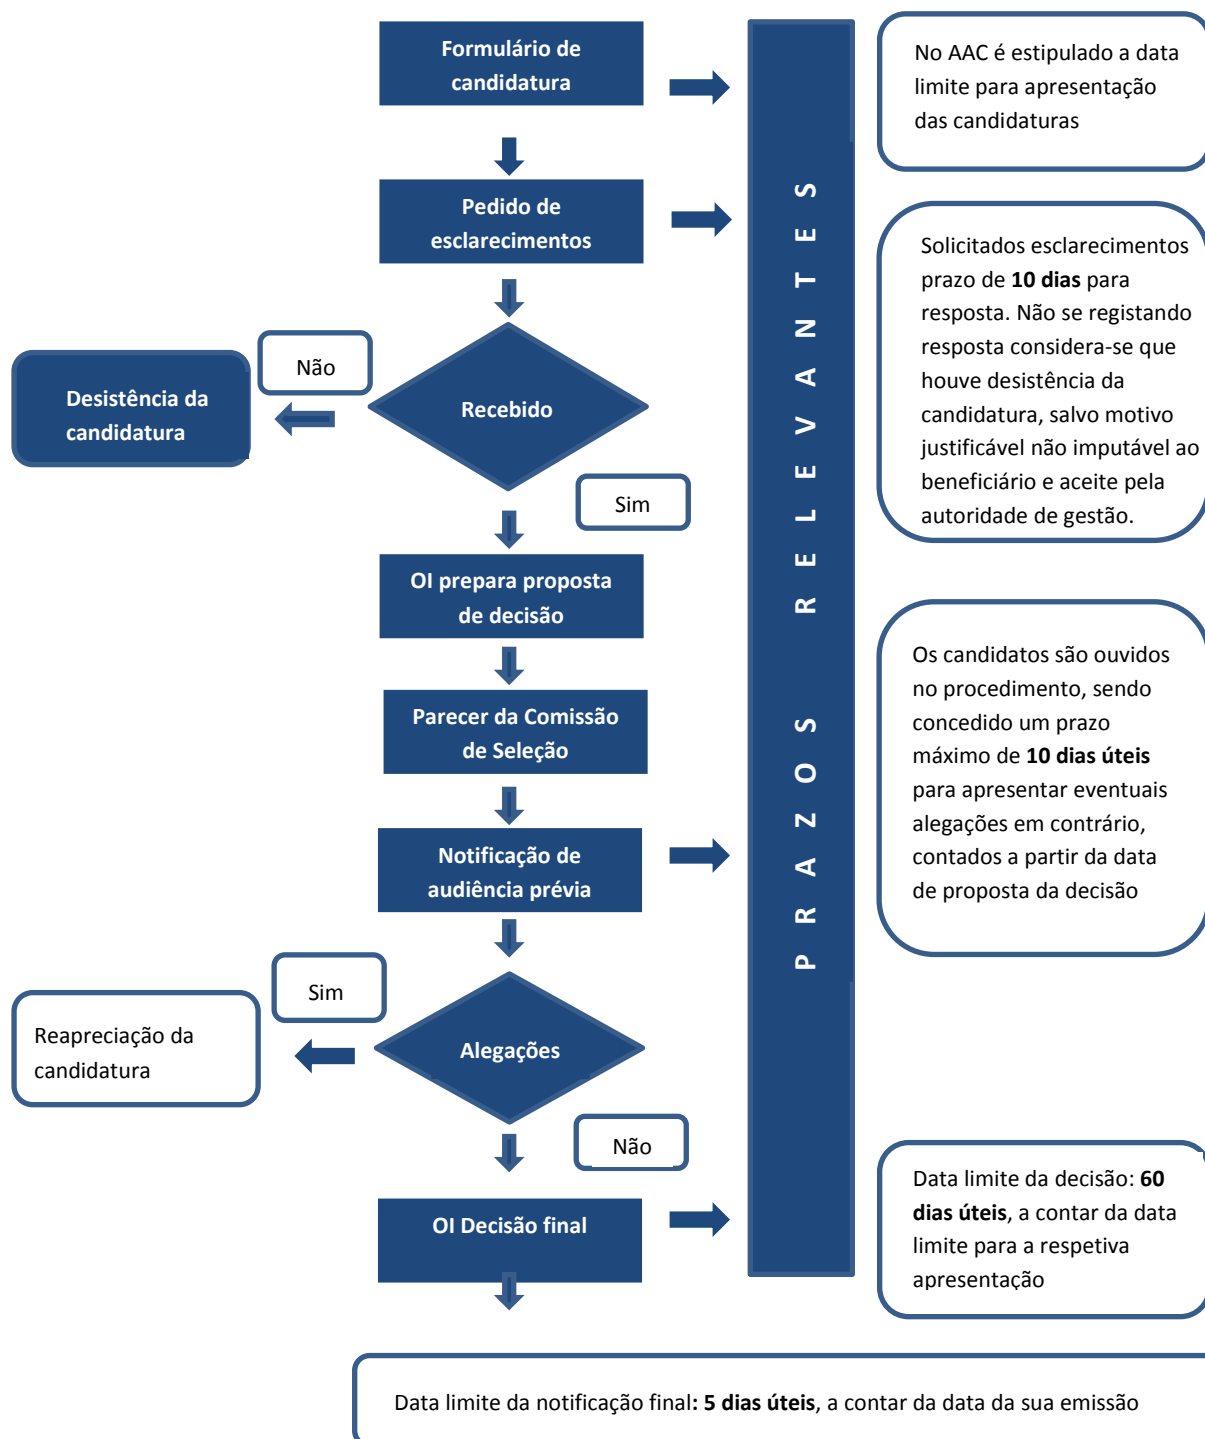 Formulário de
candidatura
No AAC é estipulado a data
limite para apresentação
das candidaturas
Pedido de
esclarecimentos
Solicitados esclarecimentos
prazo de 10 dias para
resposta. Não se registando
resposta considera-se que
houve desistência da
candidatura, salvo motivo
justificável não imputável ao
beneficiário e aceite pela
autoridade de gestão.
Não
Desistência da
candidatura
Recebido
Sim
OI prepara proposta
de decisão
Parecer da Comissão
de Seleção
Os candidatos são ouvidos
no procedimento, sendo
concedido um prazo
máximo de 10 dias úteis
para apresentar eventuais
alegações em contrário,
contados a partir da data
de proposta da decisão
Notificação de
audiência prévia
Sim
Reapreciação da
candidatura
Alegações
Não
OI Decisão final
Data limite da decisão: 60
dias úteis, a contar da data
limite para a respetiva
apresentação
PRAZOS RELEVANTES
Data limite da notificação final: 5 dias úteis, a contar da data da sua emissão